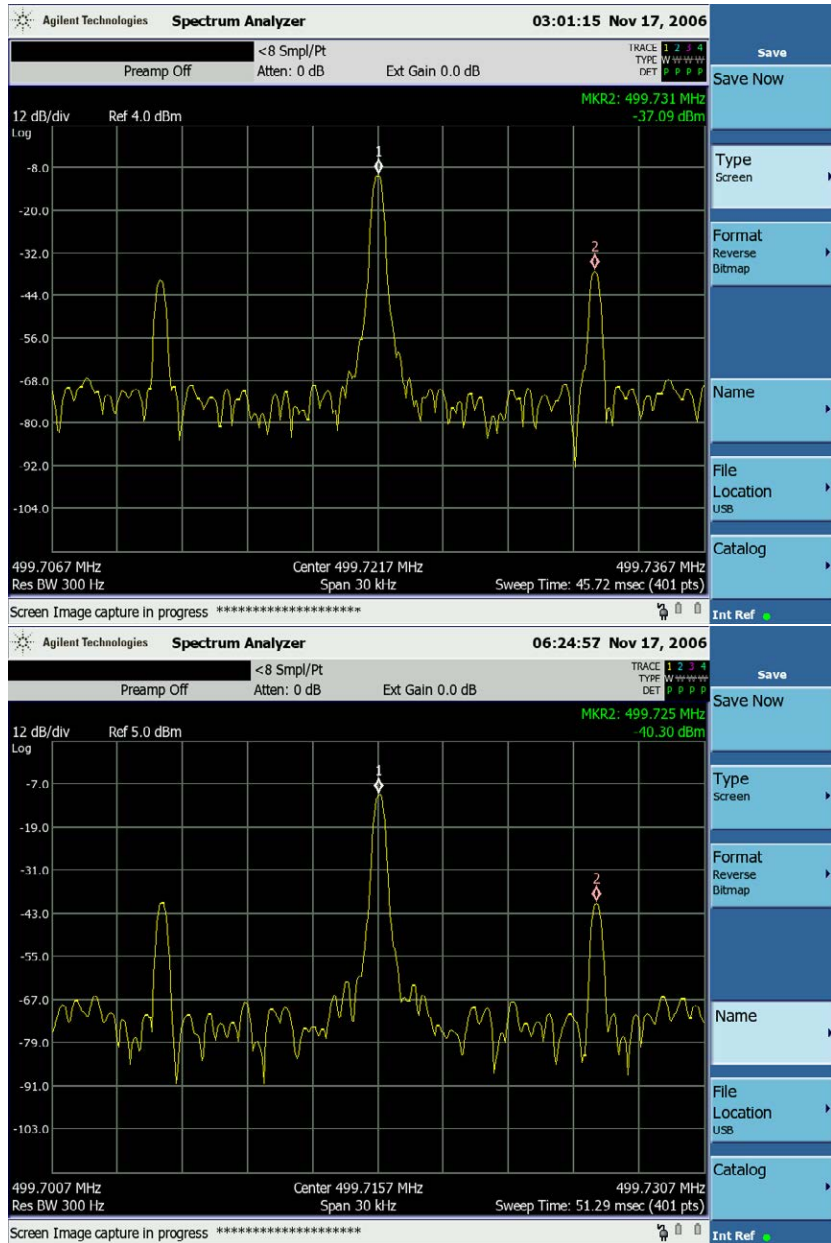 Agilent Technologies Spectrum Analyzer 03:01:15 Nov 17, 2006
<8 Smpl/Pt
Preamp Off Atten: 0 dB Ext Gain 0.0 dB
TRACE 1 2 3 4
TYPE W W W W
DET P P P P
MKR2: 499.731 MHz
-37.09 dBm
12 dB/div Ref 4.0 dBm
Log
1
-8.0
-20.0
2
-32.0
-44.0
-56.0
-68.0
-80.0
-92.0
-104.0
499.7067 MHz Center 499.7217 MHz 499.7367 MHz
Res BW 300 Hz Span 30 kHz Sweep Time: 45.72 msec (401 pts)
Screen Image capture in progress ********************
Save
Save Now
Type
Screen
Format
Reverse
Bitmap
Name
File
Location
USB
Catalog
Int Ref
Agilent Technologies Spectrum Analyzer 06:24:57 Nov 17, 2006
<8 Smpl/Pt
Preamp Off Atten: 0 dB Ext Gain 0.0 dB
TRACE 1 2 3 4
TYPE W W W W
DET P P P P
MKR2: 499.725 MHz
-40.30 dBm
12 dB/div Ref 5.0 dBm
Log
1
-7.0
-19.0
-31.0
2
-43.0
-55.0
-67.0
-79.0
-91.0
-103.0
499.7007 MHz Center 499.7157 MHz 499.7307 MHz
Res BW 300 Hz Span 30 kHz Sweep Time: 51.29 msec (401 pts)
Screen Image capture in progress ********************
Save
Save Now
Type
Screen
Format
Reverse
Bitmap
Name
File
Location
USB
Catalog
Int Ref